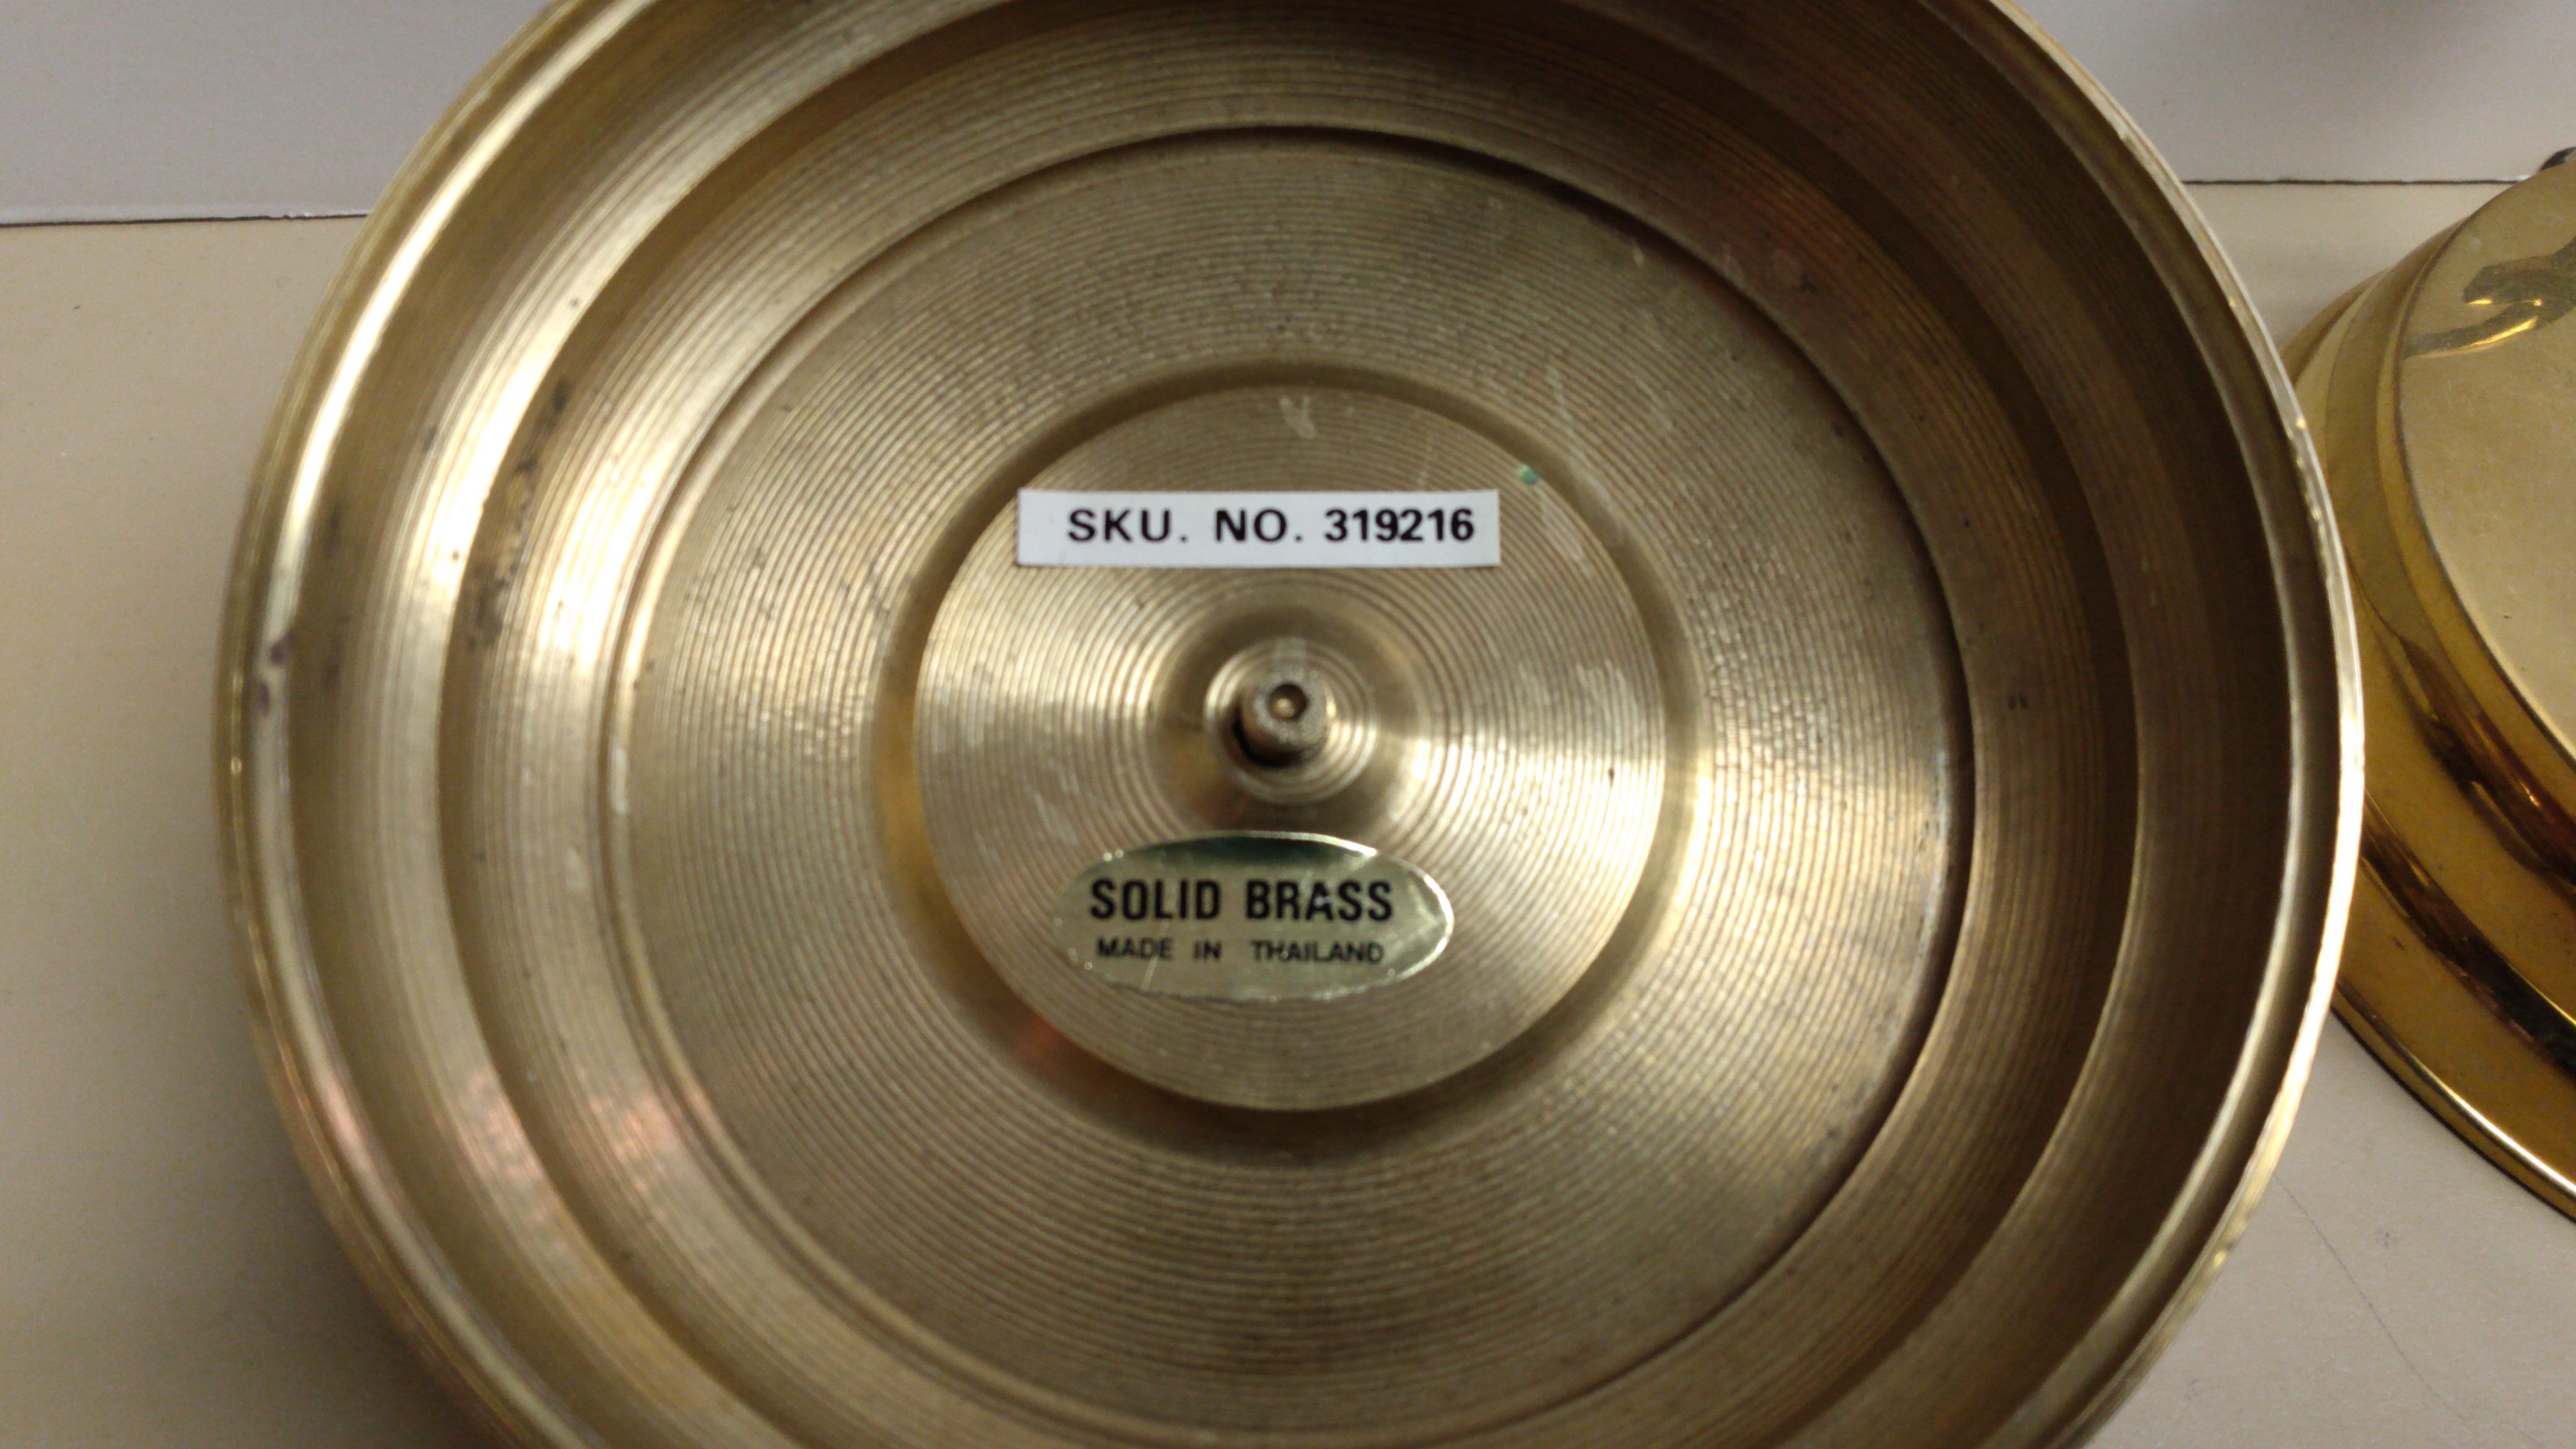 SKU. NO. 319216
SOLID BRASS
MADE IN THAILAND